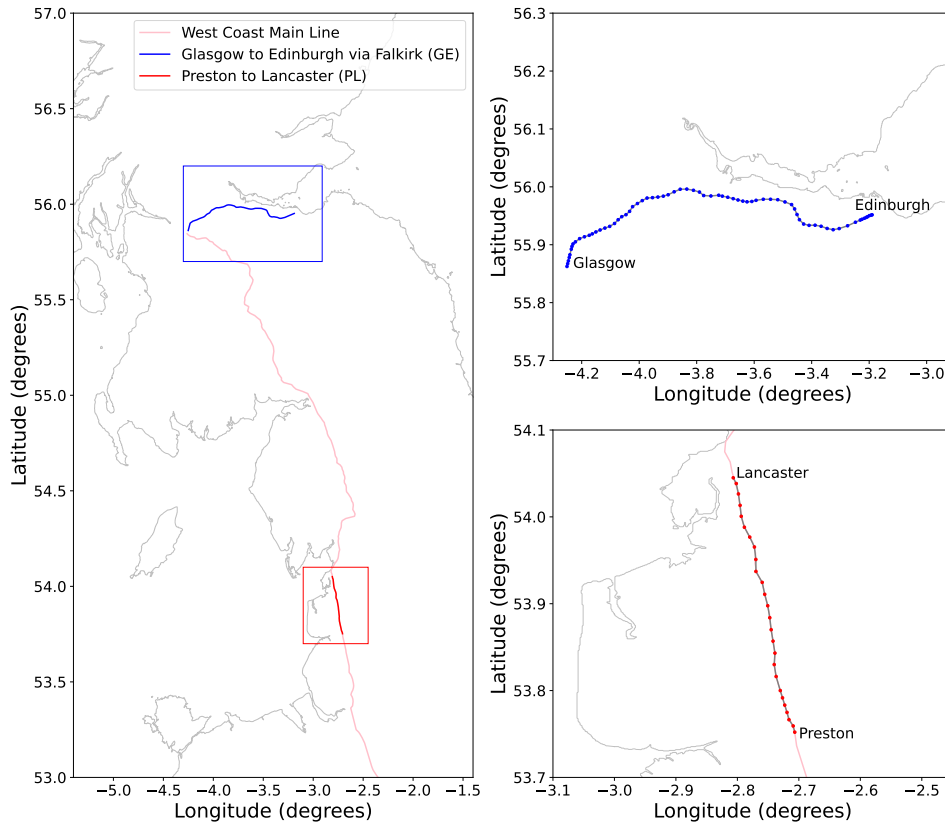 57.0
56.5
56.0
55.5
55.0
54.5
54.0
53.5
53.0
Latitude (degrees)
West Coast Main Line
Glasgow to Edinburgh via Falkirk (GE)
Preston to Lancaster (PL)
−5.0 −4.5 −4.0 −3.5 −3.0 −2.5 −2.0 −1.5
Longitude (degrees)
56.3
56.2
56.1
56.0
55.9
55.8
55.7
Latitude (degrees)
Edinburgh
Glasgow
−4.2 −4.0 −3.8 −3.6 −3.4 −3.2 −3.0
Longitude (degrees)
54.1
54.0
53.9
53.8
53.7
Latitude (degrees)
Lancaster
Preston
−3.1 −3.0 −2.9 −2.8 −2.7 −2.6 −2.5
Longitude (degrees)